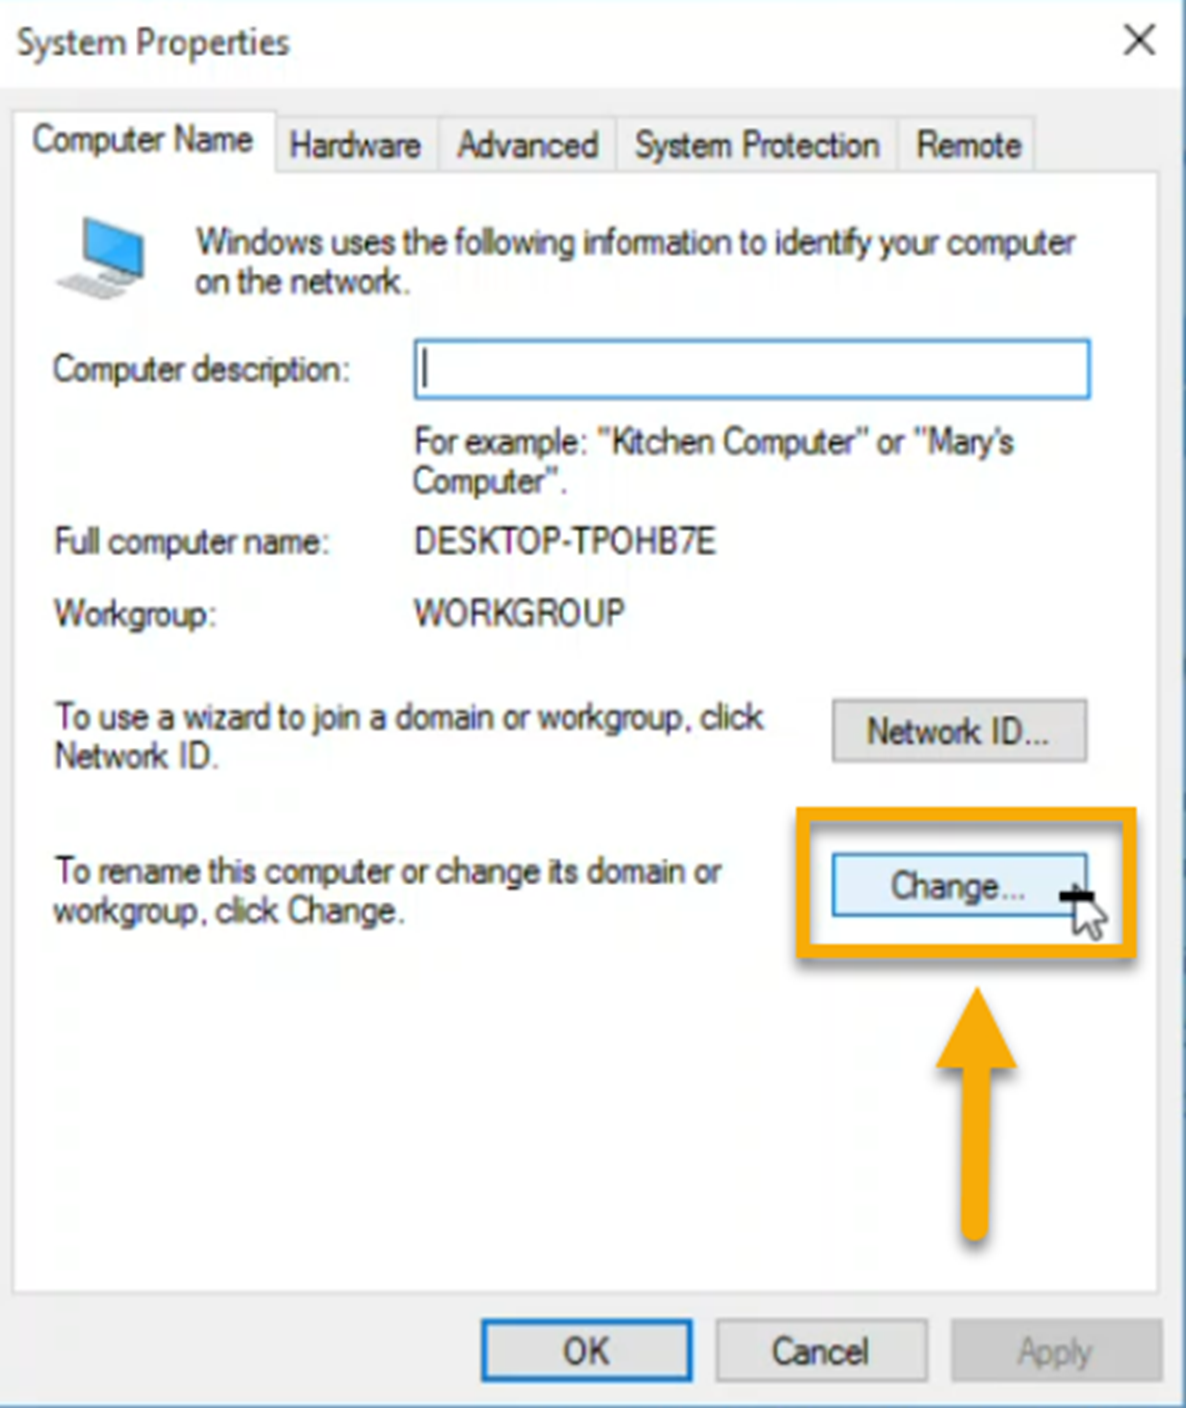 System Properties
Computer Name
Hardware
Advanced
System Protection
Remote
Windows uses the following information to identify your computer
on the network.
Computer description:
For example: "Kitchen Computer" or "Mary's
Computer".
Full computer name:
DESKTOP-TPOHB7E
Workgroup:
WORKGROUP
To use a wizard to join a domain or workgroup, click
Network ID.
Network ID...
To rename this computer or change its domain or
workgroup, click Change.
Change...
OK
Cancel
Apply